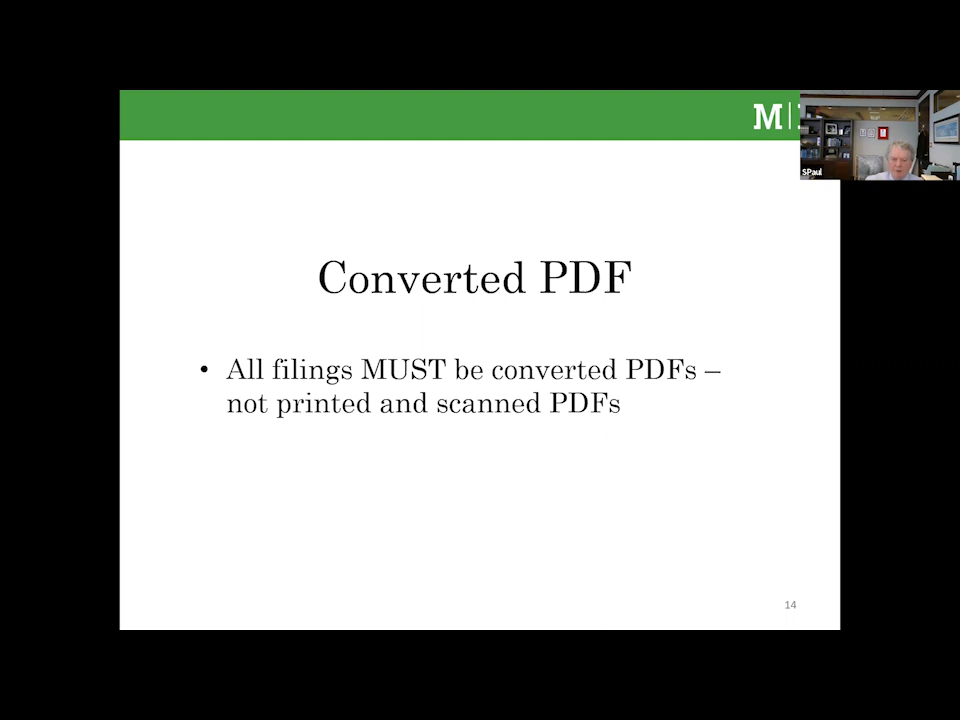 M|
SPaul
Converted PDF
• All filings MUST be converted PDFs –
not printed and scanned PDFs
14